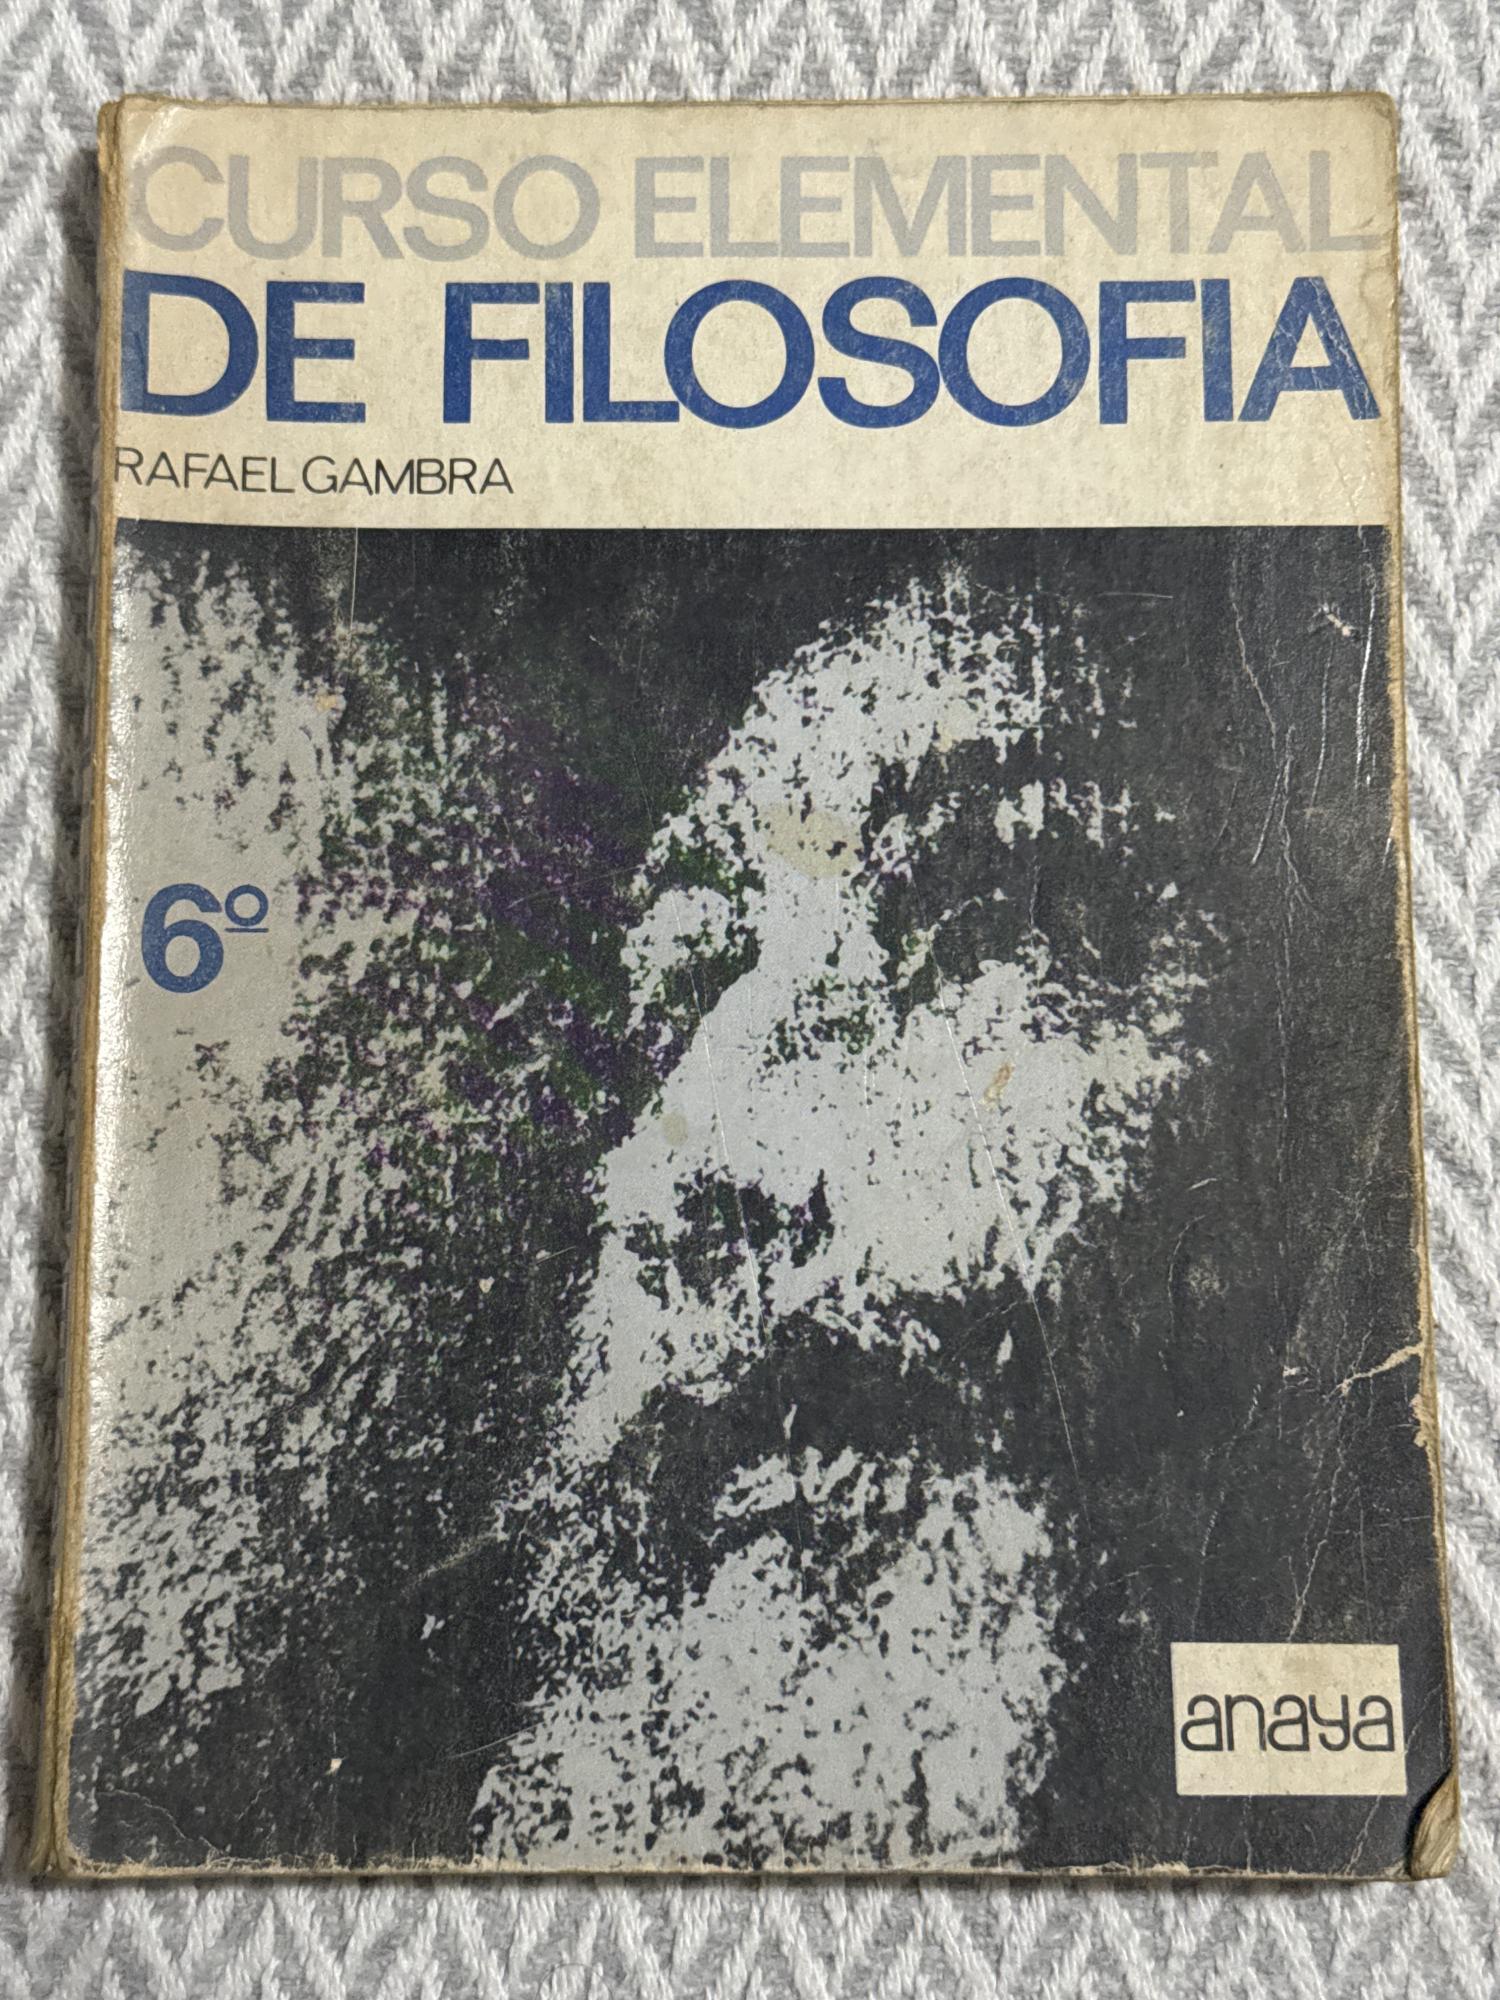 CURSO ELEMENTAL
DE FILOSOFIA
RAFAEL GAMBRA
6º
anaya